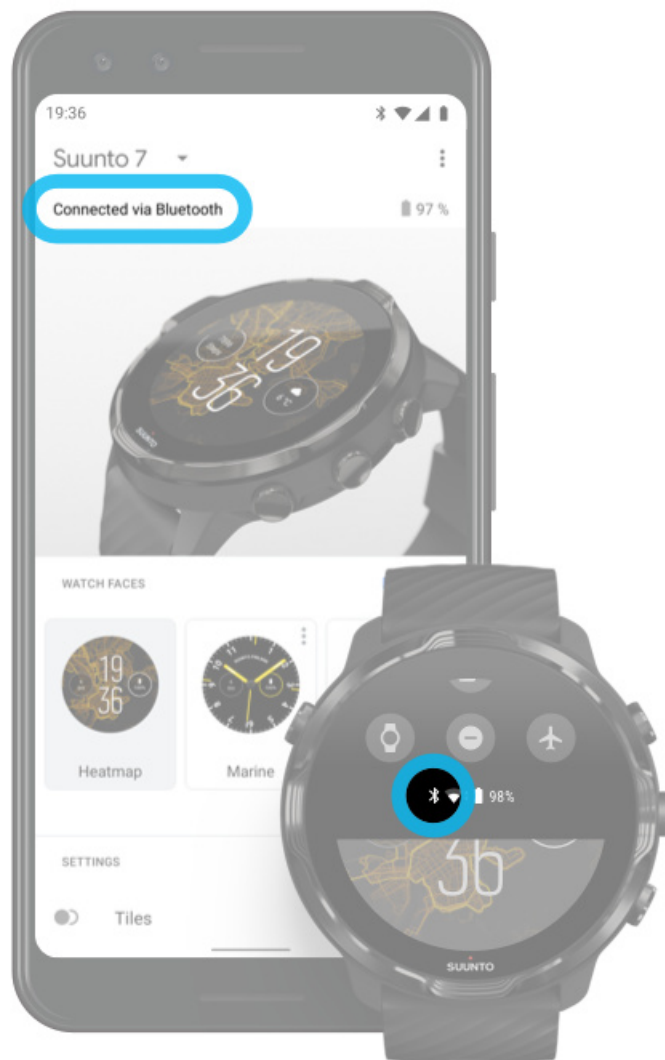 19:36
Suunto 7
Connected via Bluetooth
97 %
19
36
SUUNTO
WATCH FACES
19
36
Heatmap
Marine
98%
36
SUUNTO
SETTINGS
Tiles